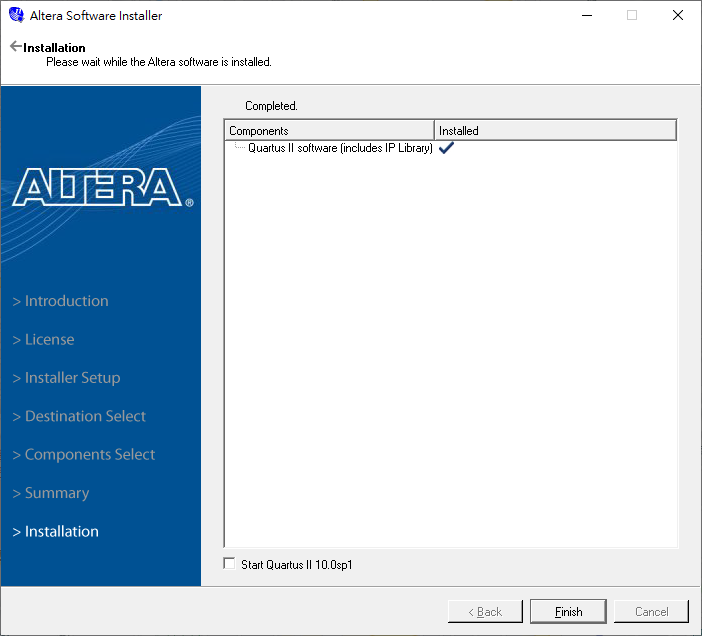 Altera Software Installer
Installation
Please wait while the Altera software is installed.
Completed.
Components Installed
Quartus II software (includes IP Library)
ALTERA®
> Introduction
> License
> Installer Setup
> Destination Select
> Components Select
> Summary
> Installation
Start Quartus II 10.0sp1
< Back Finish Cancel